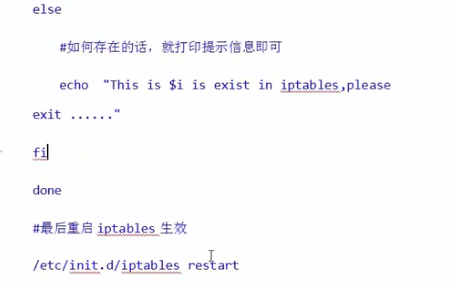 else
#如何存在的话，就打印提示信息即可
echo "This is $i is exist in iptables,please
exit ......"
fi
done
#最后重启 iptables 生效
/etc/init.d/iptables restart